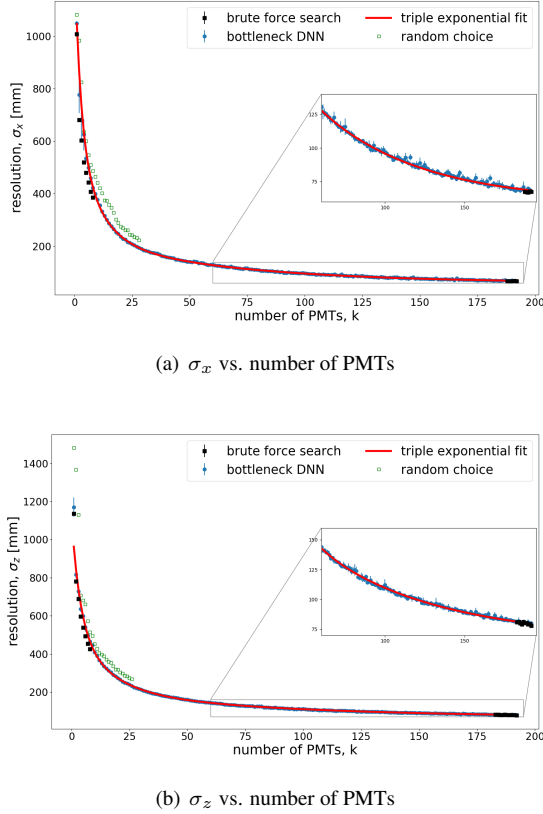 brute force search
bottleneck DNN
triple exponential fit
random choice
1000
800
600
400
200
resolution, σx [mm]
125
100
75
100
150
0
25
50
75
100
125
150
175
200
number of PMTs, k
(a) σx vs. number of PMTs
brute force search
bottleneck DNN
triple exponential fit
random choice
1400
1200
1000
800
600
400
200
resolution, σz [mm]
150
125
100
75
100
150
0
25
50
75
100
125
150
175
200
number of PMTs, k
(b) σz vs. number of PMTs